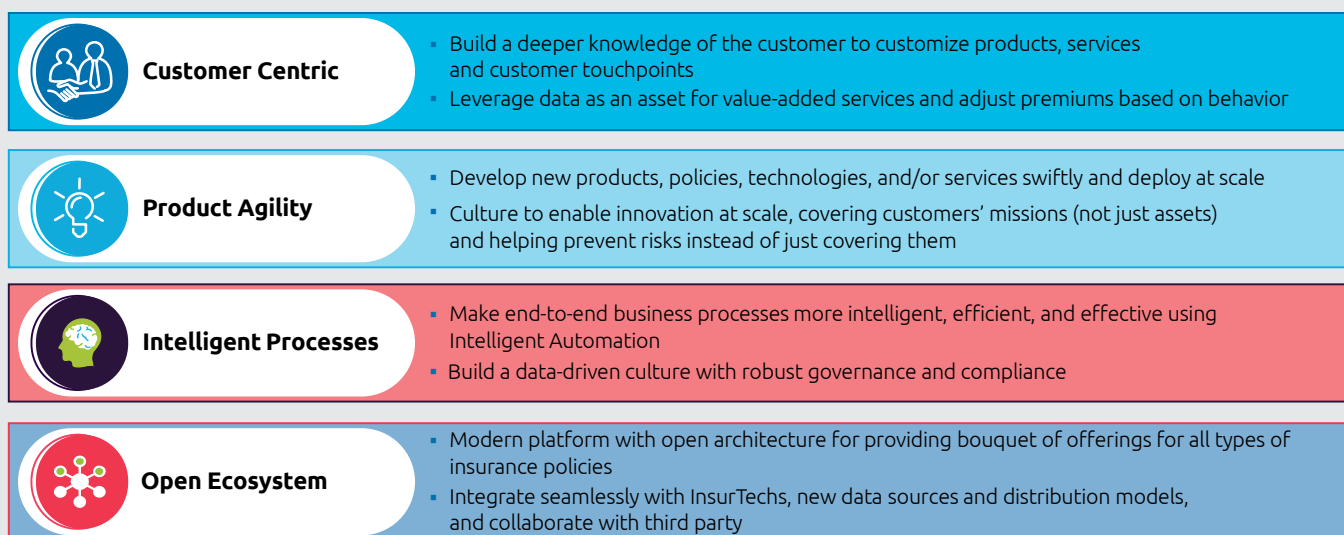 Customer Centric
▪ Build a deeper knowledge of the customer to customize products, services
and customer touchpoints
▪ Leverage data as an asset for value-added services and adjust premiums based on behavior
Product Agility
▪ Develop new products, policies, technologies, and/or services swiftly and deploy at scale
▪ Culture to enable innovation at scale, covering customers’ missions (not just assets)
and helping prevent risks instead of just covering them
Intelligent Processes
▪ Make end-to-end business processes more intelligent, efficient, and effective using
Intelligent Automation
▪ Build a data-driven culture with robust governance and compliance
Open Ecosystem
▪ Modern platform with open architecture for providing bouquet of offerings for all types of
insurance policies
▪ Integrate seamlessly with InsurTechs, new data sources and distribution models,
and collaborate with third party